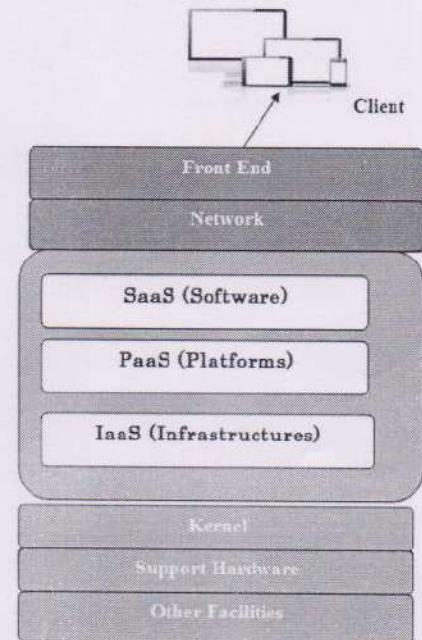 Client
Front End
Network
SaaS (Software)
PaaS (Platforms)
IaaS (Infrastructures)
Kernel
Support Hardware
Other Facilities